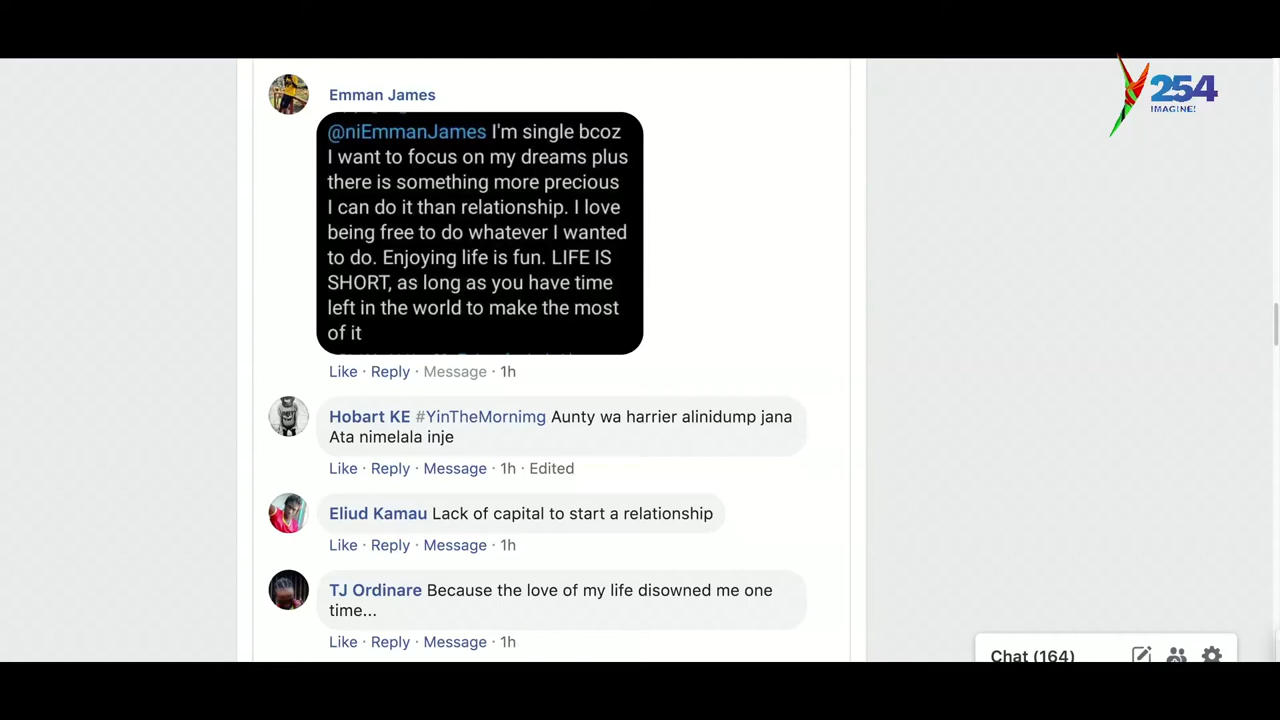 254
IMAGINE!
Emman James
@niEmmanJames I'm single bcoz
I want to focus on my dreams plus
there is something more precious
I can do it than relationship. I love
being free to do whatever I wanted
to do. Enjoying life is fun. LIFE IS
SHORT, as long as you have time
left in the world to make the most
of it
Like · Reply · Message · 1h
Hobart KE #YinTheMornimg Aunty wa harrier alinidump jana
Ata nimelala inje
Like · Reply · Message · 1h · Edited
Eliud Kamau Lack of capital to start a relationship
Like · Reply · Message · 1h
TJ Ordinare Because the love of my life disowned me one
time...
Like · Reply · Message · 1h
Chat (164)